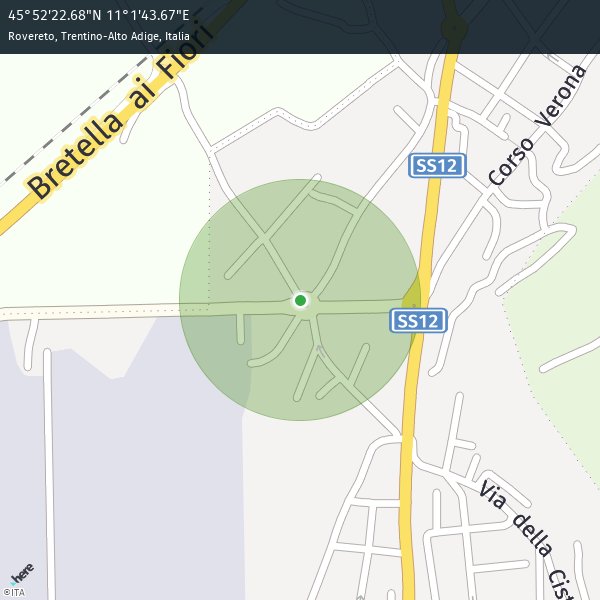 45°52'22.68"N 11°1'43.67"E
Rovereto, Trentino-Alto Adige, Italia
Bretella ai Fiori
Corso Verona
SS12
SS12
Via della Cist
here
©ITA